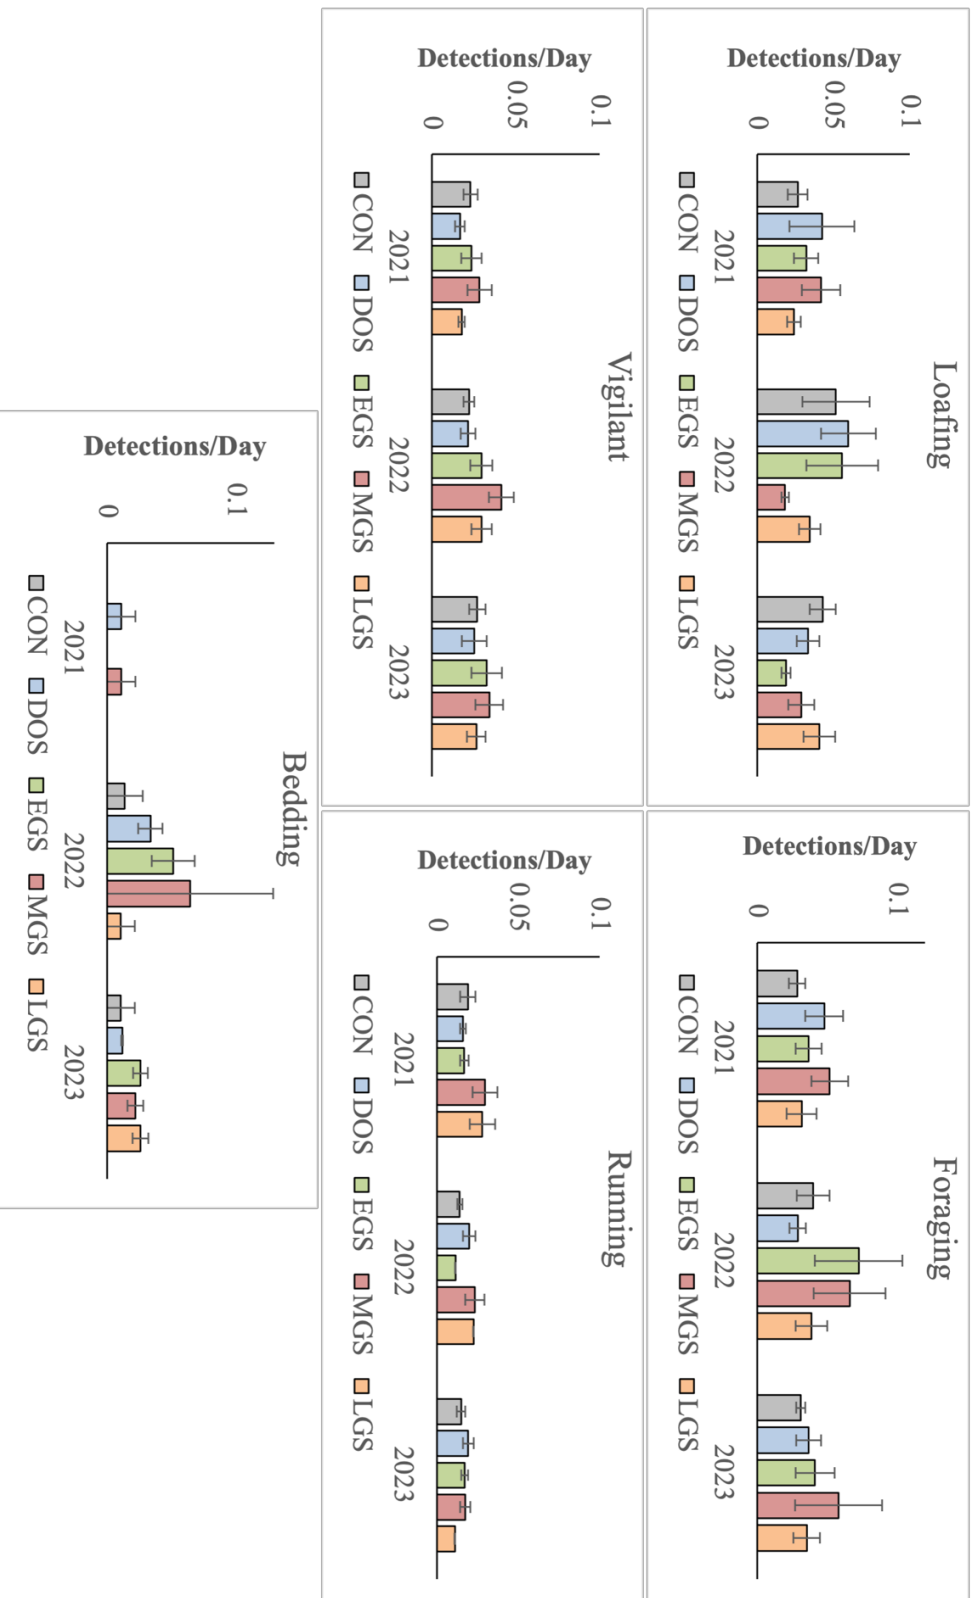 Loafing
Detections/Day
0.1
0.05
0
2021 2022 2023
CON DOS EGS MGS LGS
Foraging
Detections/Day
0.1
0
2021 2022 2023
CON DOS EGS MGS LGS
Vigilant
Detections/Day
0.1
0.05
0
2021 2022 2023
CON DOS EGS MGS LGS
Running
Detections/Day
0.1
0.05
0
2021 2022 2023
CON DOS EGS MGS LGS
Bedding
Detections/Day
0.1
0
2021 2022 2023
CON DOS EGS MGS LGS